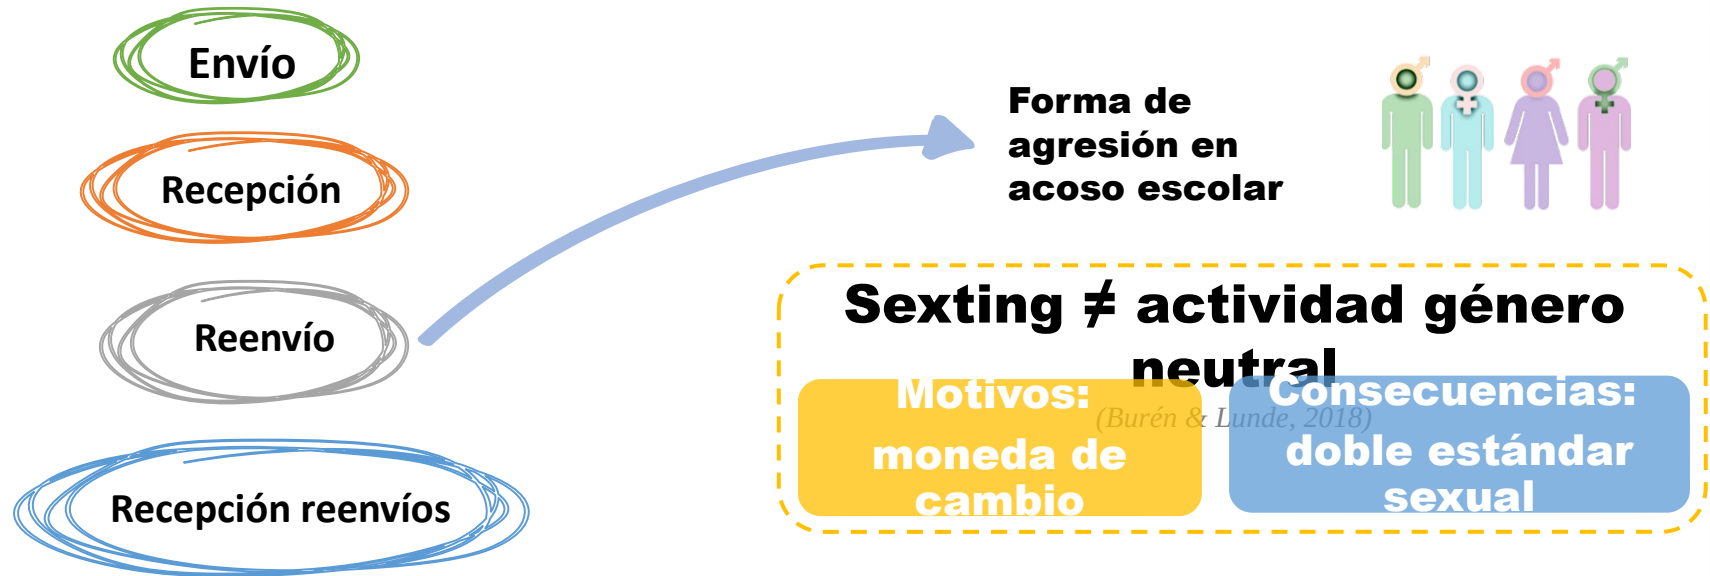 Envío
Recepción
Reenvío
Recepción reenvíos
Forma de
agresión en
acoso escolar
Sexting ≠ actividad género
neutral
(Burén & Lunde, 2018)
Motivos:
moneda de
cambio
Consecuencias:
doble estándar
sexual